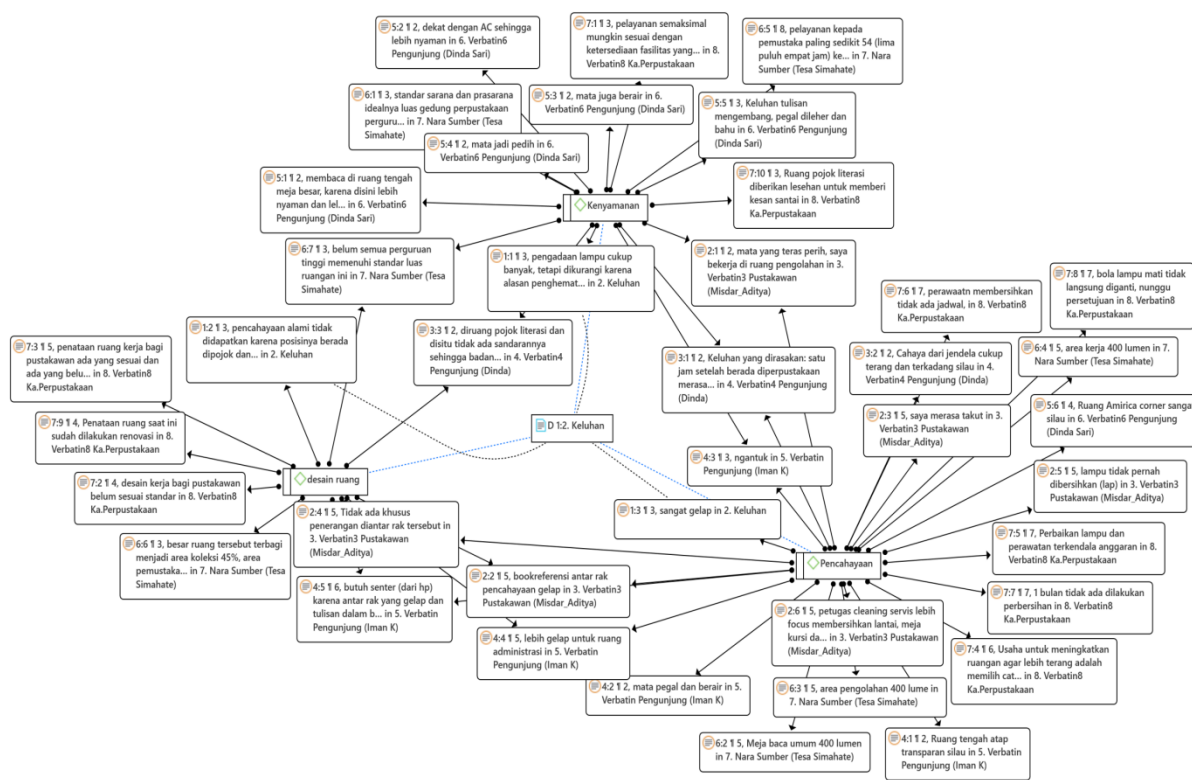 5:2 ¶ 2, dekat dengan AC sehingga
lebih nyaman in 6. Verbatin6
Pengunjung (Dinda Sari)
7:1 ¶ 3, pelayanan semaksimal
mungkin sesuai dengan
ketersediaan fasilitas yang... in 8.
Verbatin8 Ka.Perpustakaan
6:5 ¶ 8, pelayanan kepada
pemustaka paling sedikit 54 (lima
puluh empat jam) ke... in 7. Nara
Sumber (Tesa Simahate)
6:1 ¶ 3, standar sarana dan prasarana
idealnya luas gedung perpustakaan
perguru... in 7. Nara Sumber (Tesa
Simahate)
5:3 ¶ 2, mata juga berair in 6.
Verbatin6 Pengunjung (Dinda Sari)
5:5 ¶ 3, Keluhan tulisan
mengembang, pegal dileher dan
bahu in 6. Verbatin6 Pengunjung
(Dinda Sari)
5:4 ¶ 2, mata jadi pedih in 6.
Verbatin6 Pengunjung (Dinda Sari)
5:1 ¶ 2, membaca di ruang tengah
meja besar, karena disini lebih
nyaman dan lel... in 6. Verbatin6
Pengunjung (Dinda Sari)
7:10 ¶ 3, Ruang pojok literasi
diberikan lesehan untuk memberi
kesan santai in 8. Verbatin8
Ka.Perpustakaan
Kenyamanan
6:7 ¶ 3, belum semua perguruan
tinggi memenuhi standar luas
ruangan ini in 7. Nara Sumber (Tesa
Simahate)
1:1 ¶ 3, pengadaan lampu cukup
banyak, tetapi dikurangi karena
alasan penghemat... in 2. Keluhan
2:1 ¶ 2, mata yang teras perih, saya
bekerja di ruang pengolahan in 3.
Verbatin3 Pustakawan
(Misdar_Aditya)
7:8 ¶ 7, bola lampu mati tidak
langsung diganti, nunggu
persetujuan in 8. Verbatin8
Ka.Perpustakaan
7:6 ¶ 7, perawaatn membersihkan
tidak ada jadwal, in 8. Verbatin8
Ka.Perpustakaan
1:2 ¶ 3, pencahayaan alami tidak
didapatkan karena posisinya berada
dipojok dan... in 2. Keluhan
3:3 ¶ 2, diruang pojok literasi dan
disitu tidak ada sandarannya
sehingga badan... in 4. Verbatin4
Pengunjung (Dinda)
7:3 ¶ 5, penataan ruang kerja bagi
pustakawan ada yang sesuai dan
ada yang belu... in 8. Verbatin8
Ka.Perpustakaan
3:1 ¶ 2, Keluhan yang dirasakan: satu
jam setelah berada diperpustakaan
merasa... in 4. Verbatin4 Pengunjung
(Dinda)
3:2 ¶ 2, Cahaya dari jendela cukup
terang dan terkadang silau in 4.
Verbatin4 Pengunjung (Dinda)
6:4 ¶ 5, area kerja 400 lumen in 7.
Nara Sumber (Tesa Simahate)
7:9 ¶ 4, Penataan ruang saat ini
sudah dilakukan renovasi in 8.
Verbatin8 Ka.Perpustakaan
D 1:2. Keluhan
2:3 ¶ 5, saya merasa takut in 3.
Verbatin3 Pustakawan
(Misdar_Aditya)
5:6 ¶ 4, Ruang Amirica corner sanga
silau in 6. Verbatin6 Pengunjung
(Dinda Sari)
4:3 ¶ 3, ngantuk in 5. Verbatin
Pengunjung (Iman K)
desain ruang
7:2 ¶ 4, desain kerja bagi pustakawan
belum sesuai standar in 8. Verbatin8
Ka.Perpustakaan
2:5 ¶ 5, lampu tidak pernah
dibersihkan (lap) in 3. Verbatin3
Pustakawan (Misdar_Aditya)
2:4 ¶ 5, Tidak ada khusus
penerangan diantar rak tersebut in
3. Verbatin3 Pustakawan
(Misdar_Aditya)
1:3 ¶ 3, sangat gelap in 2. Keluhan
6:6 ¶ 3, besar ruang tersebut terbagi
menjadi area koleksi 45%, area
pemustaka... in 7. Nara Sumber (Tesa
Simahate)
7:5 ¶ 7, Perbaikan lampu dan
perawatan terkendala anggaran in 8.
Verbatin8 Ka.Perpustakaan
Pencahayaan
2:2 ¶ 5, bookreferensi antar rak
pencahayaan gelap in 3. Verbatin3
Pustakawan (Misdar_Aditya)
4:5 ¶ 6, butuh senter (dari hp)
karena antar rak yang gelap dan
tulisan dalam b... in 5. Verbatin
Pengunjung (Iman K)
7:7 ¶ 7, 1 bulan tidak ada dilakukan
perbersihan in 8. Verbatin8
Ka.Perpustakaan
2:6 ¶ 5, petugas cleaning servis lebih
focus membersihkan lantai, meja
kursi da... in 3. Verbatin3 Pustakawan
(Misdar_Aditya)
4:4 ¶ 5, lebih gelap untuk ruang
administrasi in 5. Verbatin
Pengunjung (Iman K)
7:4 ¶ 6, Usaha untuk meningkatkan
ruangan agar lebih terang adalah
memilih cat... in 8. Verbatin8
Ka.Perpustakaan
4:2 ¶ 2, mata pegal dan berair in 5.
Verbatin Pengunjung (Iman K)
6:3 ¶ 5, area pengolahan 400 lume in
7. Nara Sumber (Tesa Simahate)
6:2 ¶ 5, Meja baca umum 400 lumen
in 7. Nara Sumber (Tesa Simahate)
4:1 ¶ 2, Ruang tengah atap
transparan silau in 5. Verbatin
Pengunjung (Iman K)